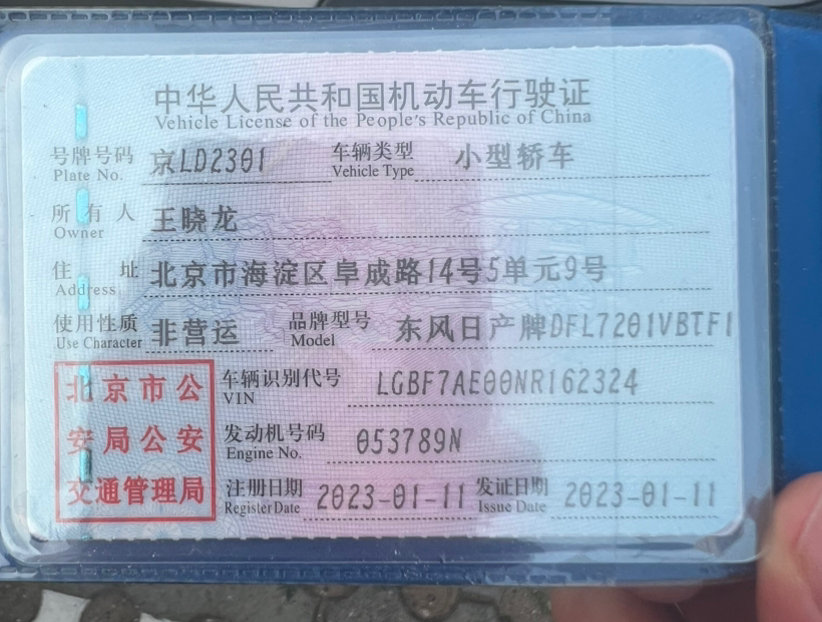 中华人民共和国机动车行驶证
Vehicle License of the People's Republic of China
号牌号码 京LD2301 车辆类型 小型轿车
Plate No. Vehicle Type
所有人 王晓龙
Owner
住址 北京市海淀区阜成路14号5单元9号
Address
使用性质 非营运 品牌型号 东风日产牌DFL7201VBTF1
Use Character Model
车辆识别代号 LGBF7AE00NR162324
VIN
发动机号码 053789N
Engine No.
注册日期 2023-01-11 发证日期 2023-01-11
Register Date Issue Date
北京市公
安局公安
交通管理局